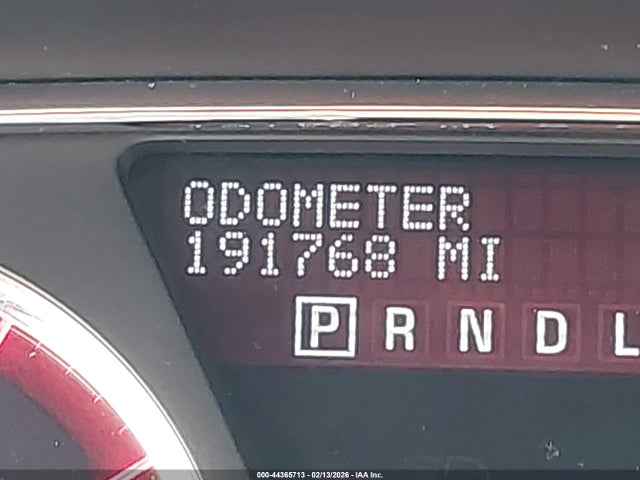 ODOMETER
191768 MI
P R N D L
000-44365713 - 02/13/2026 - IAA Inc.